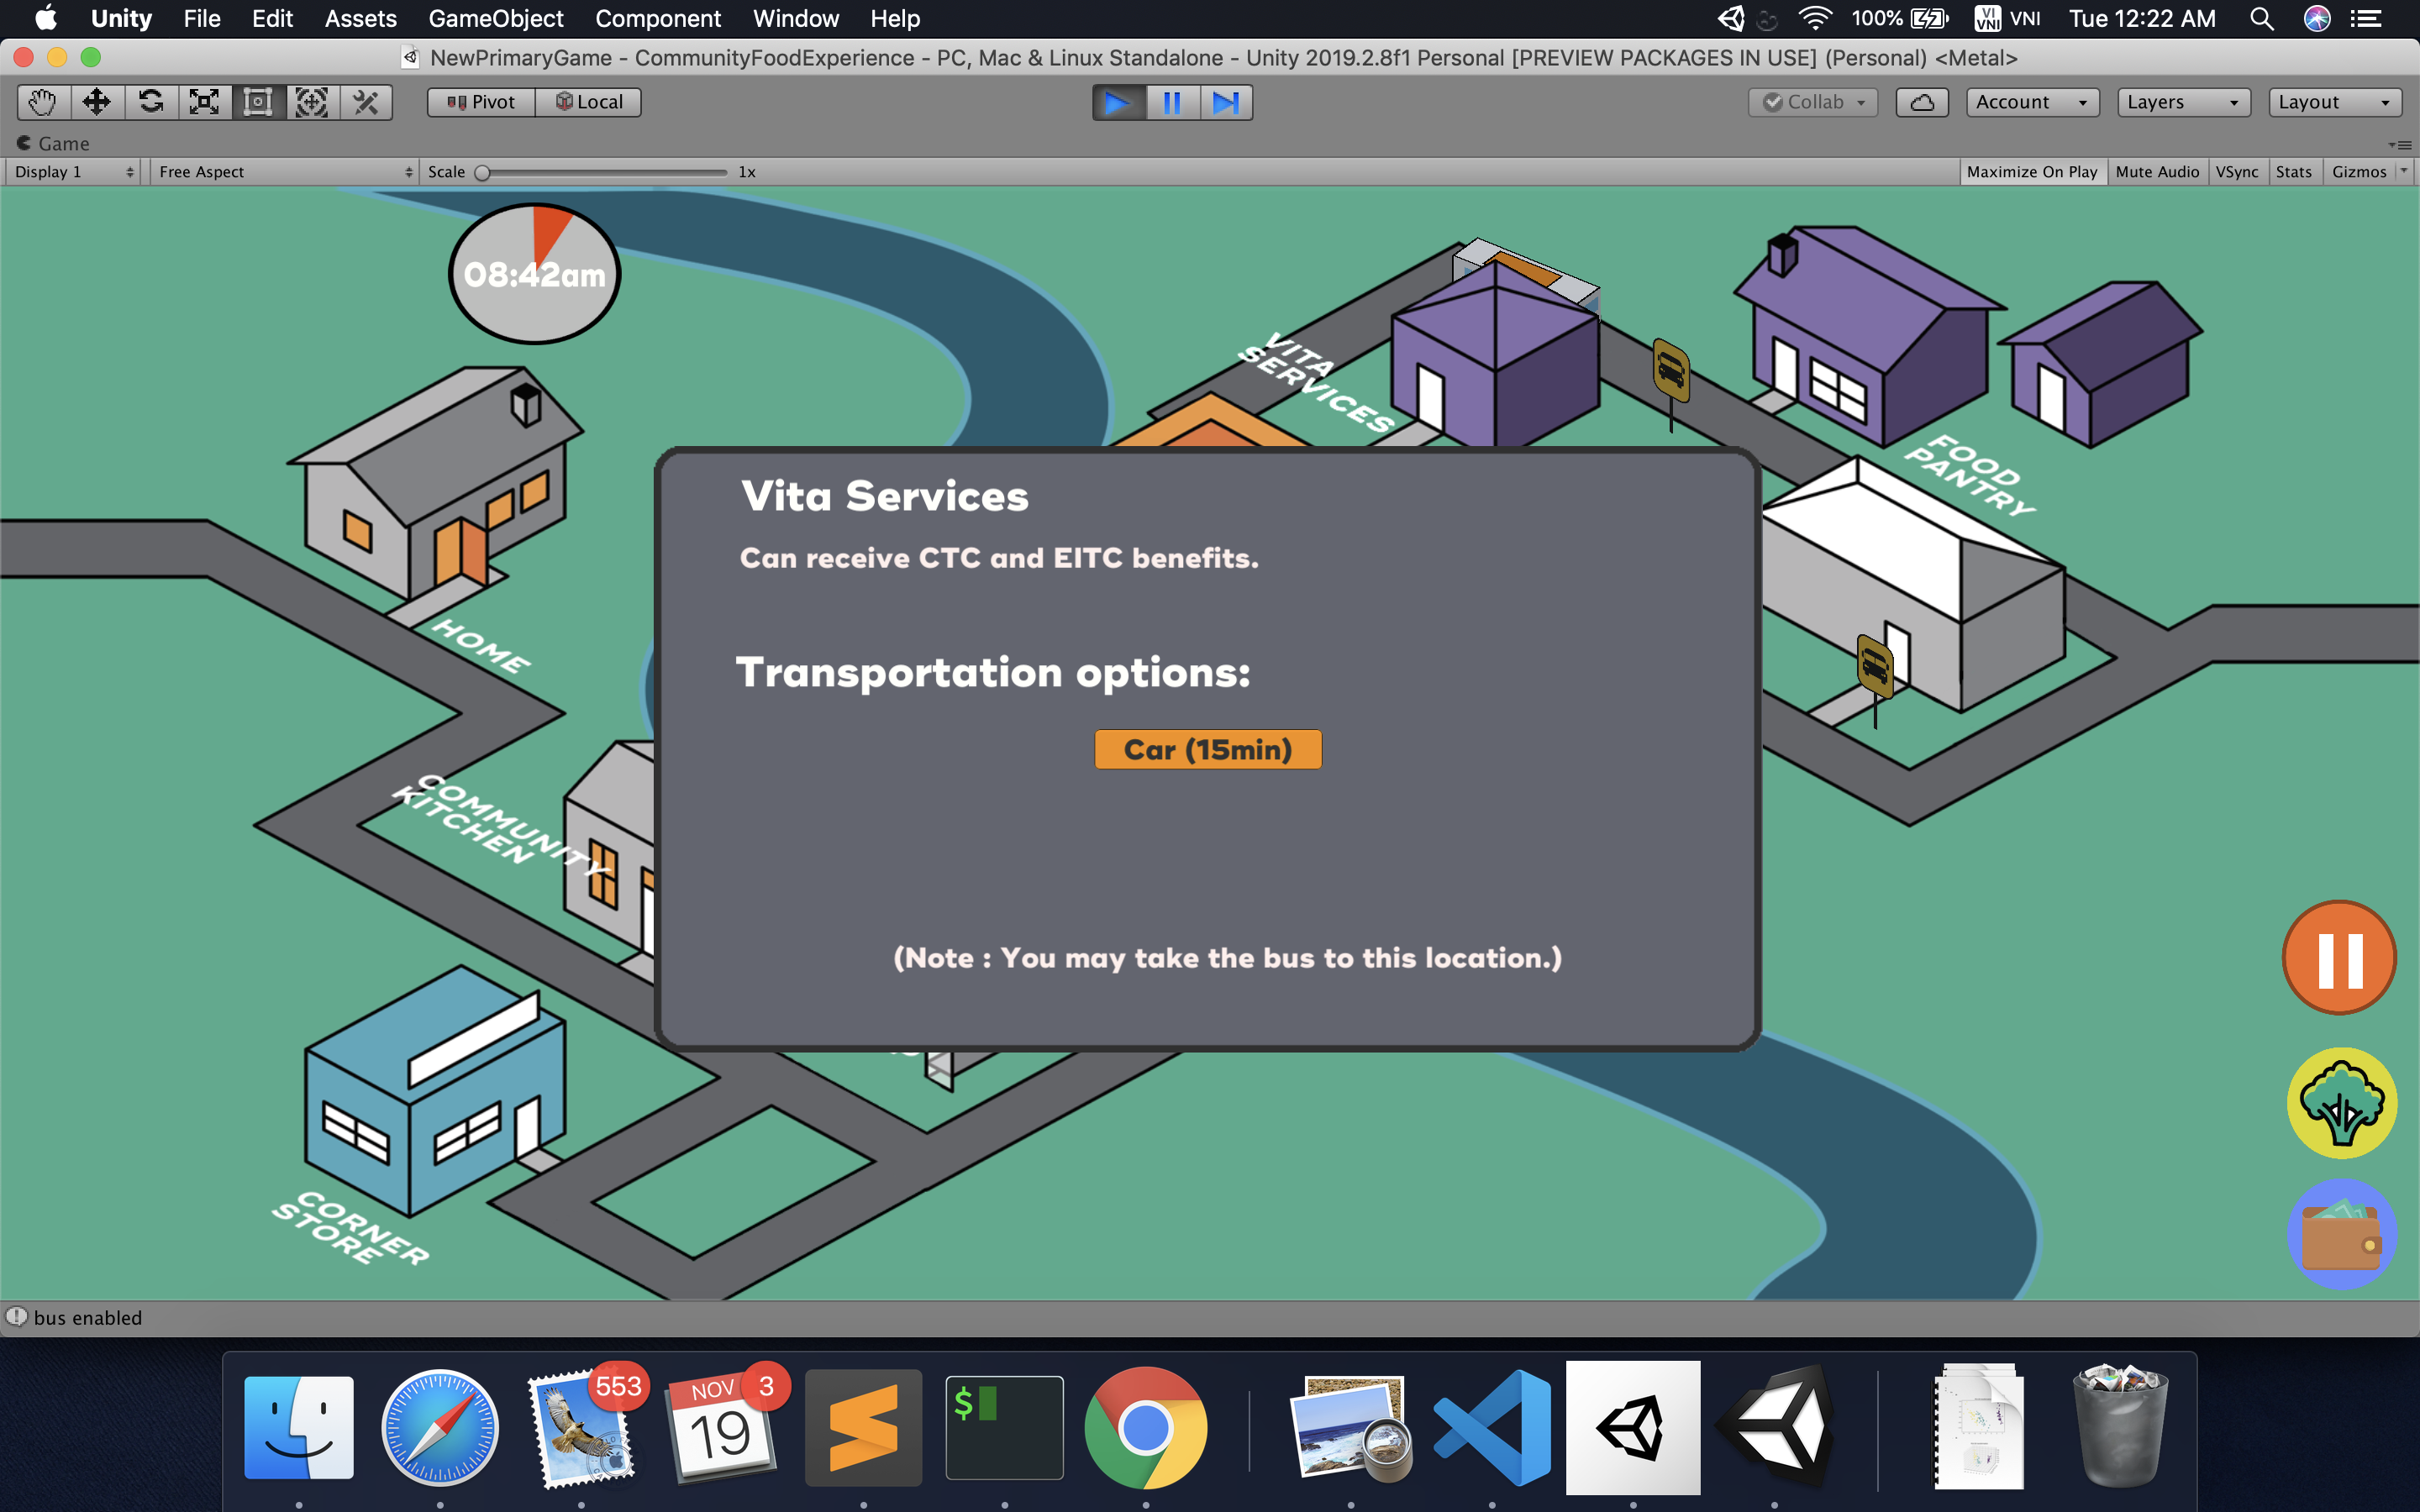 Unity File Edit Assets GameObject Component Window Help 100% VI VNI VNI Tue 12:22 AM
NewPrimaryGame - CommunityFoodExperience - PC, Mac & Linux Standalone - Unity 2019.2.8f1 Personal [PREVIEW PACKAGES IN USE] (Personal) <Metal>
Pivot Local Collab Account Layers Layout
Game
Display 1 Free Aspect Scale 1x Maximize On Play Mute Audio VSync Stats Gizmos
08:42am
VITA
SERVICES
FOOD
PANTRY
HOME
COMMUNITY
KITCHEN
CORNER
STORE
Vita Services
Can receive CTC and EITC benefits.
Transportation options:
Car (15min)
(Note : You may take the bus to this location.)
bus enabled
553
NOV 3
19
$